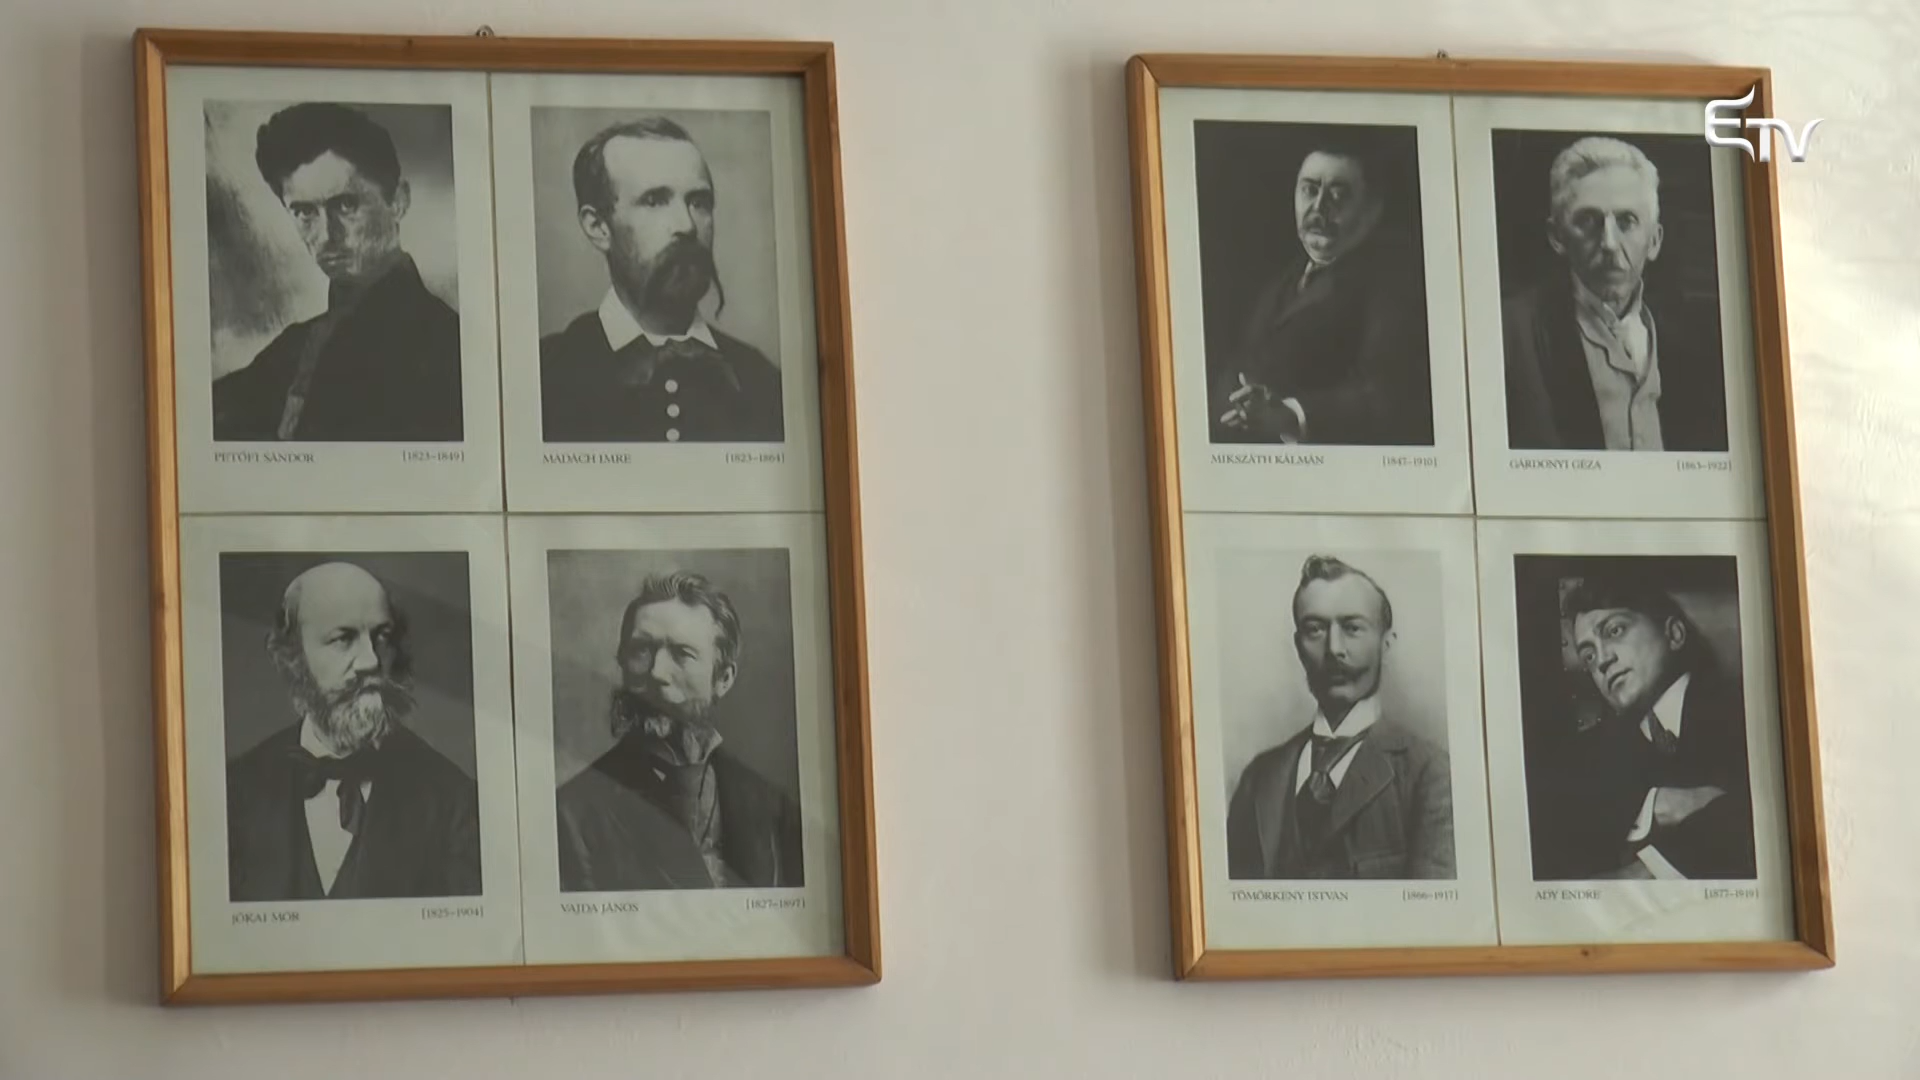 ETV
PETŐFI SÁNDOR [1823–1849]
MADÁCH IMRE [1823–1864]
JÓKAI MÓR [1825–1904]
VAJDA JÁNOS [1827–1897]
MIKSZÁTH KÁLMÁN [1847–1910]
GÁRDONYI GÉZA [1863–1922]
TÖMÖRKÉNY ISTVÁN [1866–1917]
ADY ENDRE [1877–1919]